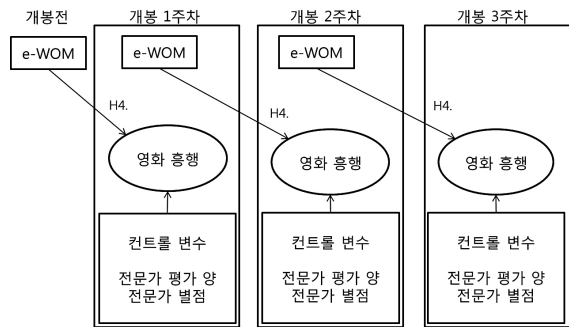 개봉전
개봉 1주차
개봉 2주차
개봉 3주차
e-WOM
e-WOM
e-WOM
H4.
H4.
H4.
영화 흥행
영화 흥행
영화 흥행
컨트롤 변수
전문가 평가 양
전문가 별점
컨트롤 변수
전문가 평가 양
전문가 별점
컨트롤 변수
전문가 평가 양
전문가 별점